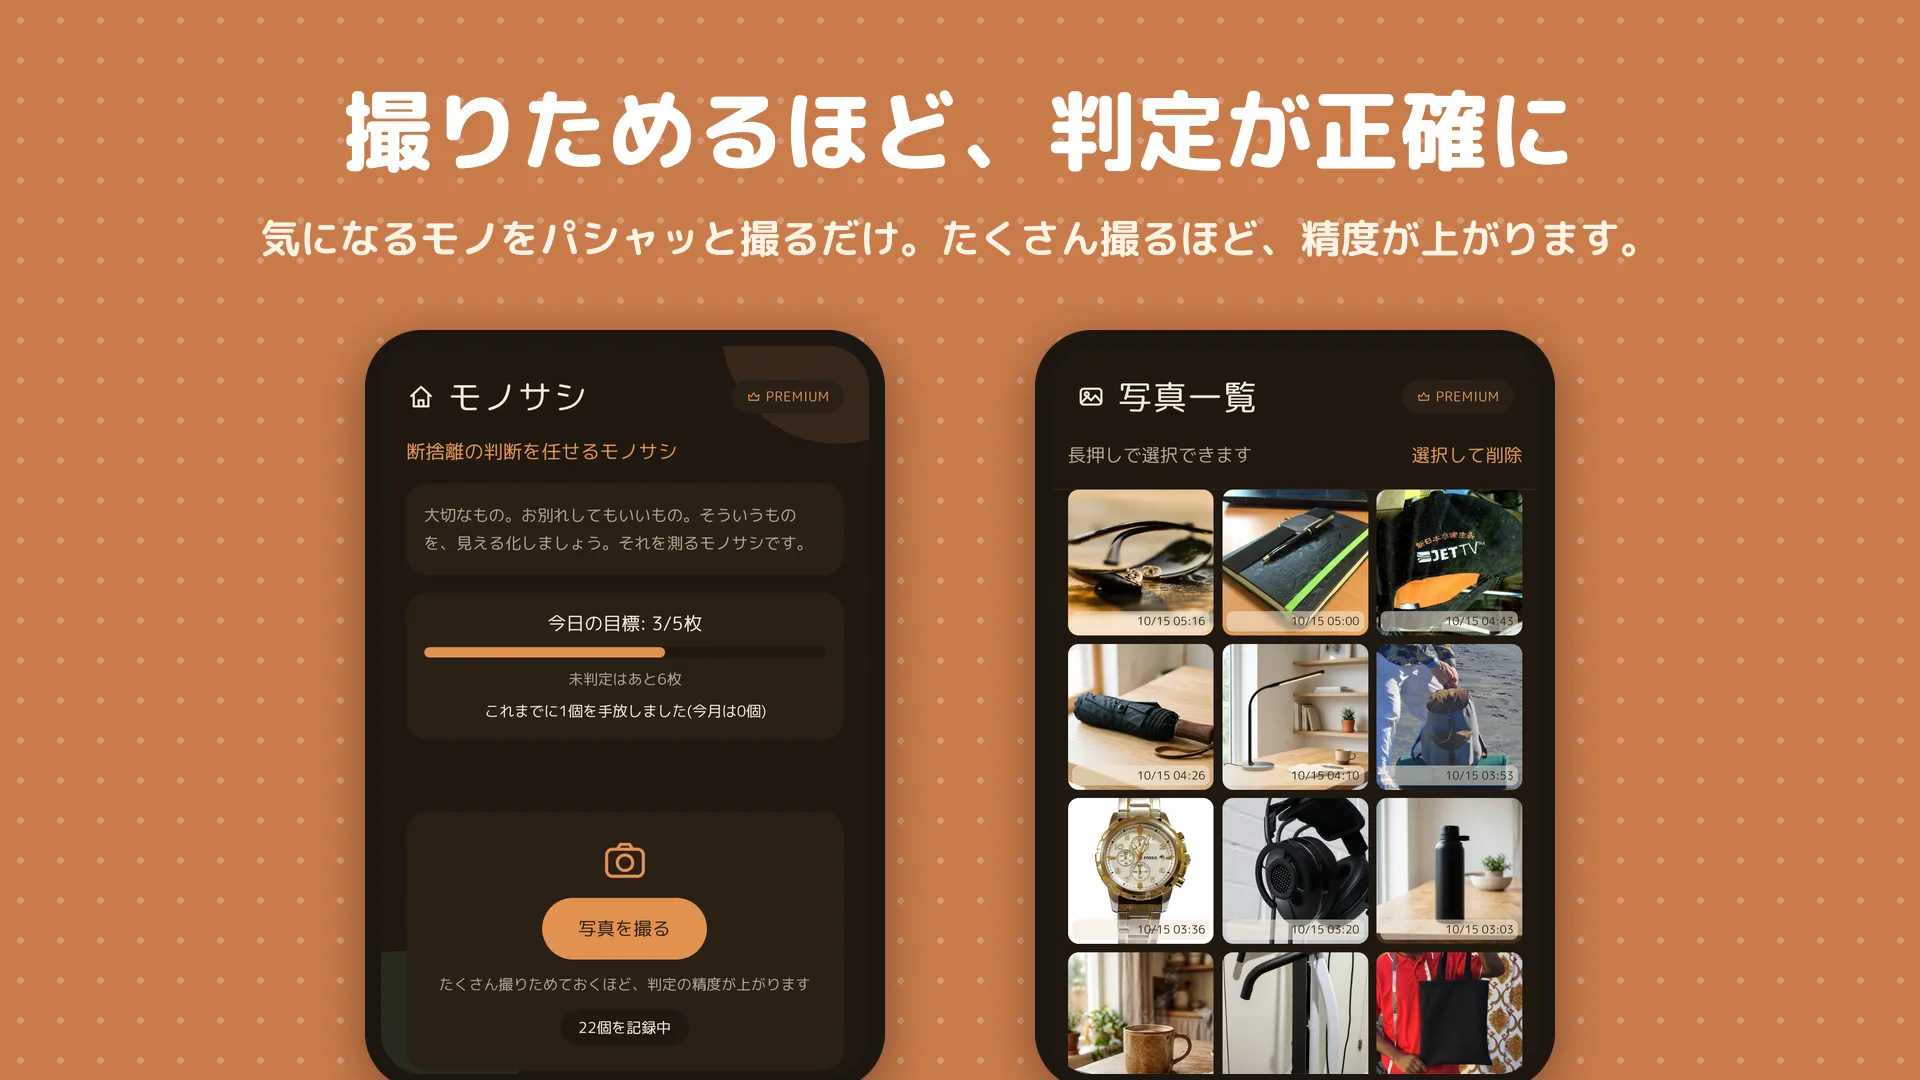 撮りためるほど、判定が正確に
気になるモノをパシャッと撮るだけ。たくさん撮るほど、精度が上がります。
モノサシ
PREMIUM
断捨離の判断を任せるモノサシ
大切なもの。お別れしてもいいもの。そういうもの
を、見える化しましょう。それを測るモノサシです。
今日の目標: 3/5枚
未判定はあと6枚
これまでに1個を手放しました(今月は0個)
写真を撮る
たくさん撮りためておくほど、判定の精度が上がります
22個を記録中
写真一覧
PREMIUM
長押しで選択できます
選択して削除
10/15 05:16
10/15 05:00
JET TV
10/15 04:43
10/15 04:26
10/15 04:10
10/15 03:53
FOSSIL
10/15 03:36
10/15 03:20
10/15 03:03